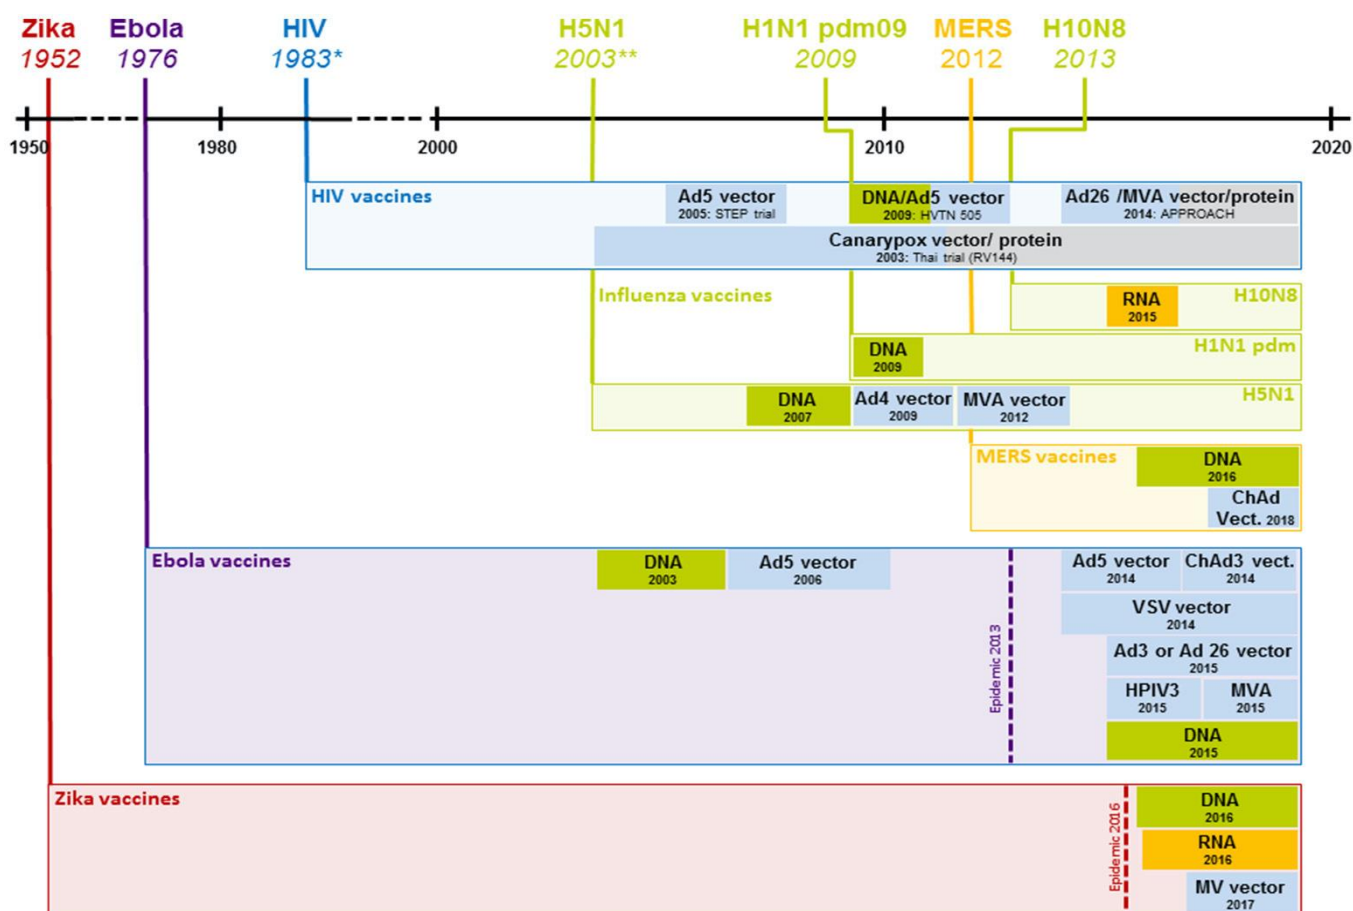 Zika Ebola HIV H5N1 H1N1 pdm09 MERS H10N8
1952 1976 1983* 2003** 2009 2012 2013
1950 1980 2000 2010 2020
HIV vaccines
Ad5 vector
2005: STEP trial
DNA/Ad5 vector
2009: HVTN 505
Ad26 /MVA vector/protein
2014: APPROACH
Canarypox vector/ protein
2003: Thai trial (RV144)
Influenza vaccines
RNA
2015
H10N8
DNA
2009
H1N1 pdm
DNA
2007
Ad4 vector
2009
MVA vector
2012
H5N1
MERS vaccines
DNA
2016
ChAd
Vect. 2018
Ebola vaccines
DNA
2003
Ad5 vector
2006
Epidemic 2013
Ad5 vector
2014
ChAd3 vect.
2014
VSV vector
2014
Ad3 or Ad 26 vector
2015
HPIV3
2015
MVA
2015
DNA
2015
Zika vaccines
Epidemic 2016
DNA
2016
RNA
2016
MV vector
2017